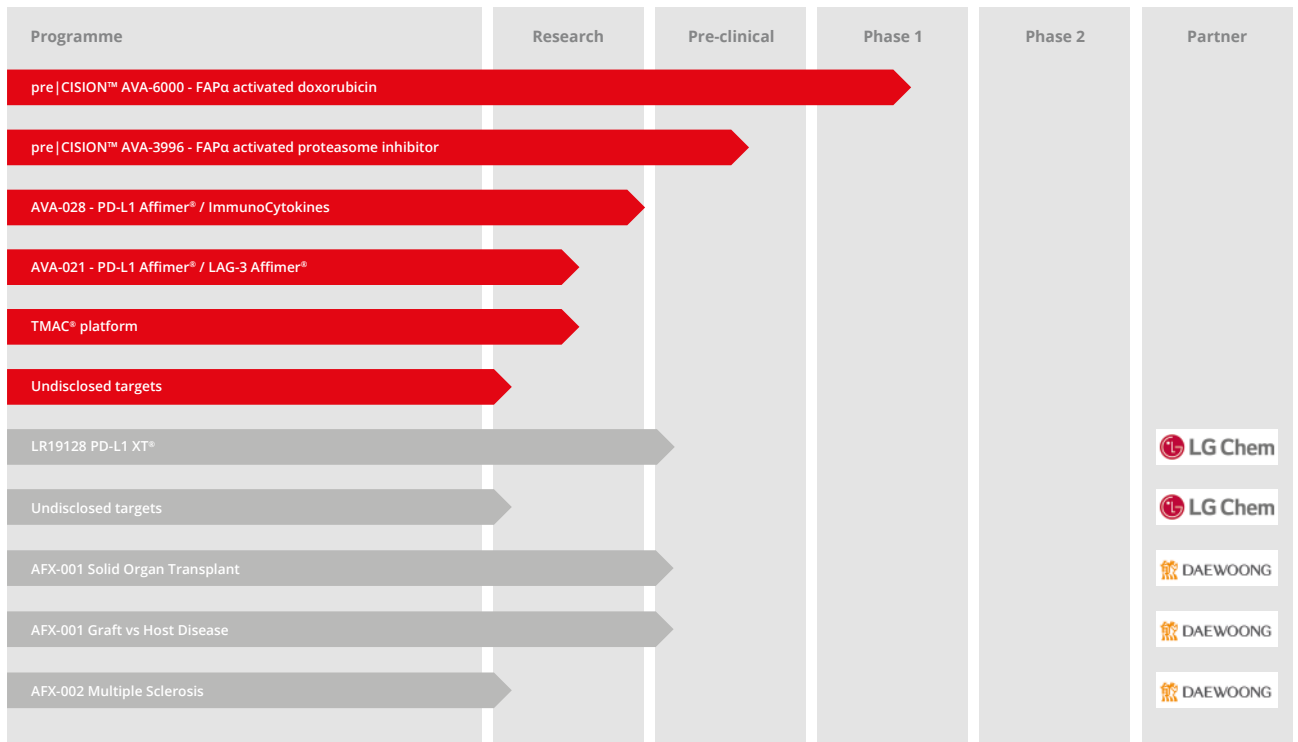 Programme Research Pre-clinical Phase 1 Phase 2 Partner
pre|CISION™ AVA-6000 - FAPα activated doxorubicin
pre|CISION™ AVA-3996 - FAPα activated proteasome inhibitor
AVA-028 - PD-L1 Affimer® / ImmunoCytokines
AVA-021 - PD-L1 Affimer® / LAG-3 Affimer®
TMAC® platform
Undisclosed targets
LR19128 PD-L1 XT® LG Chem
Undisclosed targets LG Chem
AFX-001 Solid Organ Transplant DAEWOONG
AFX-001 Graft vs Host Disease DAEWOONG
AFX-002 Multiple Sclerosis DAEWOONG